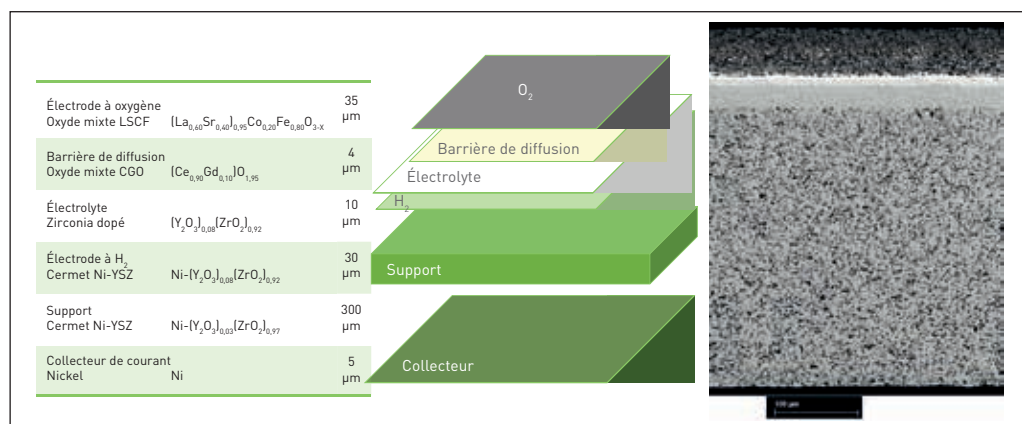 Électrode à oxygène
Oxyde mixte LSCF (La0,60Sr0,40)0,95Co0,20Fe0,80O3-X
35 µm
Barrière de diffusion
Oxyde mixte CGO (Ce0,90Gd0,10)O1,95
4 µm
Électrolyte
Zirconia dopé (Y2O3)0,08(ZrO2)0,92
10 µm
Électrode à H2
Cermet Ni-YSZ Ni-(Y2O3)0,08(ZrO2)0,92
30 µm
Support
Cermet Ni-YSZ Ni-(Y2O3)0,03(ZrO2)0,97
300 µm
Collecteur de courant
Nickel Ni
5 µm
O2
Barrière de diffusion
Électrolyte
H2
Support
Collecteur
100 µm